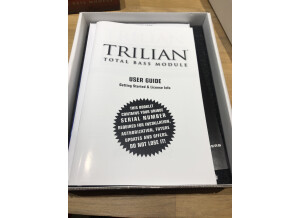 TRILIAN™
TOTAL BASS MODULE
USER GUIDE
Getting Started & License Info
THIS BOOKLET
CONTAINS YOUR UNIQUE
SERIAL NUMBER
REQUIRED FOR INSTALLATION,
AUTHORIZATION, FUTURE
UPDATES AND OFFERS.
DO NOT LOSE IT!